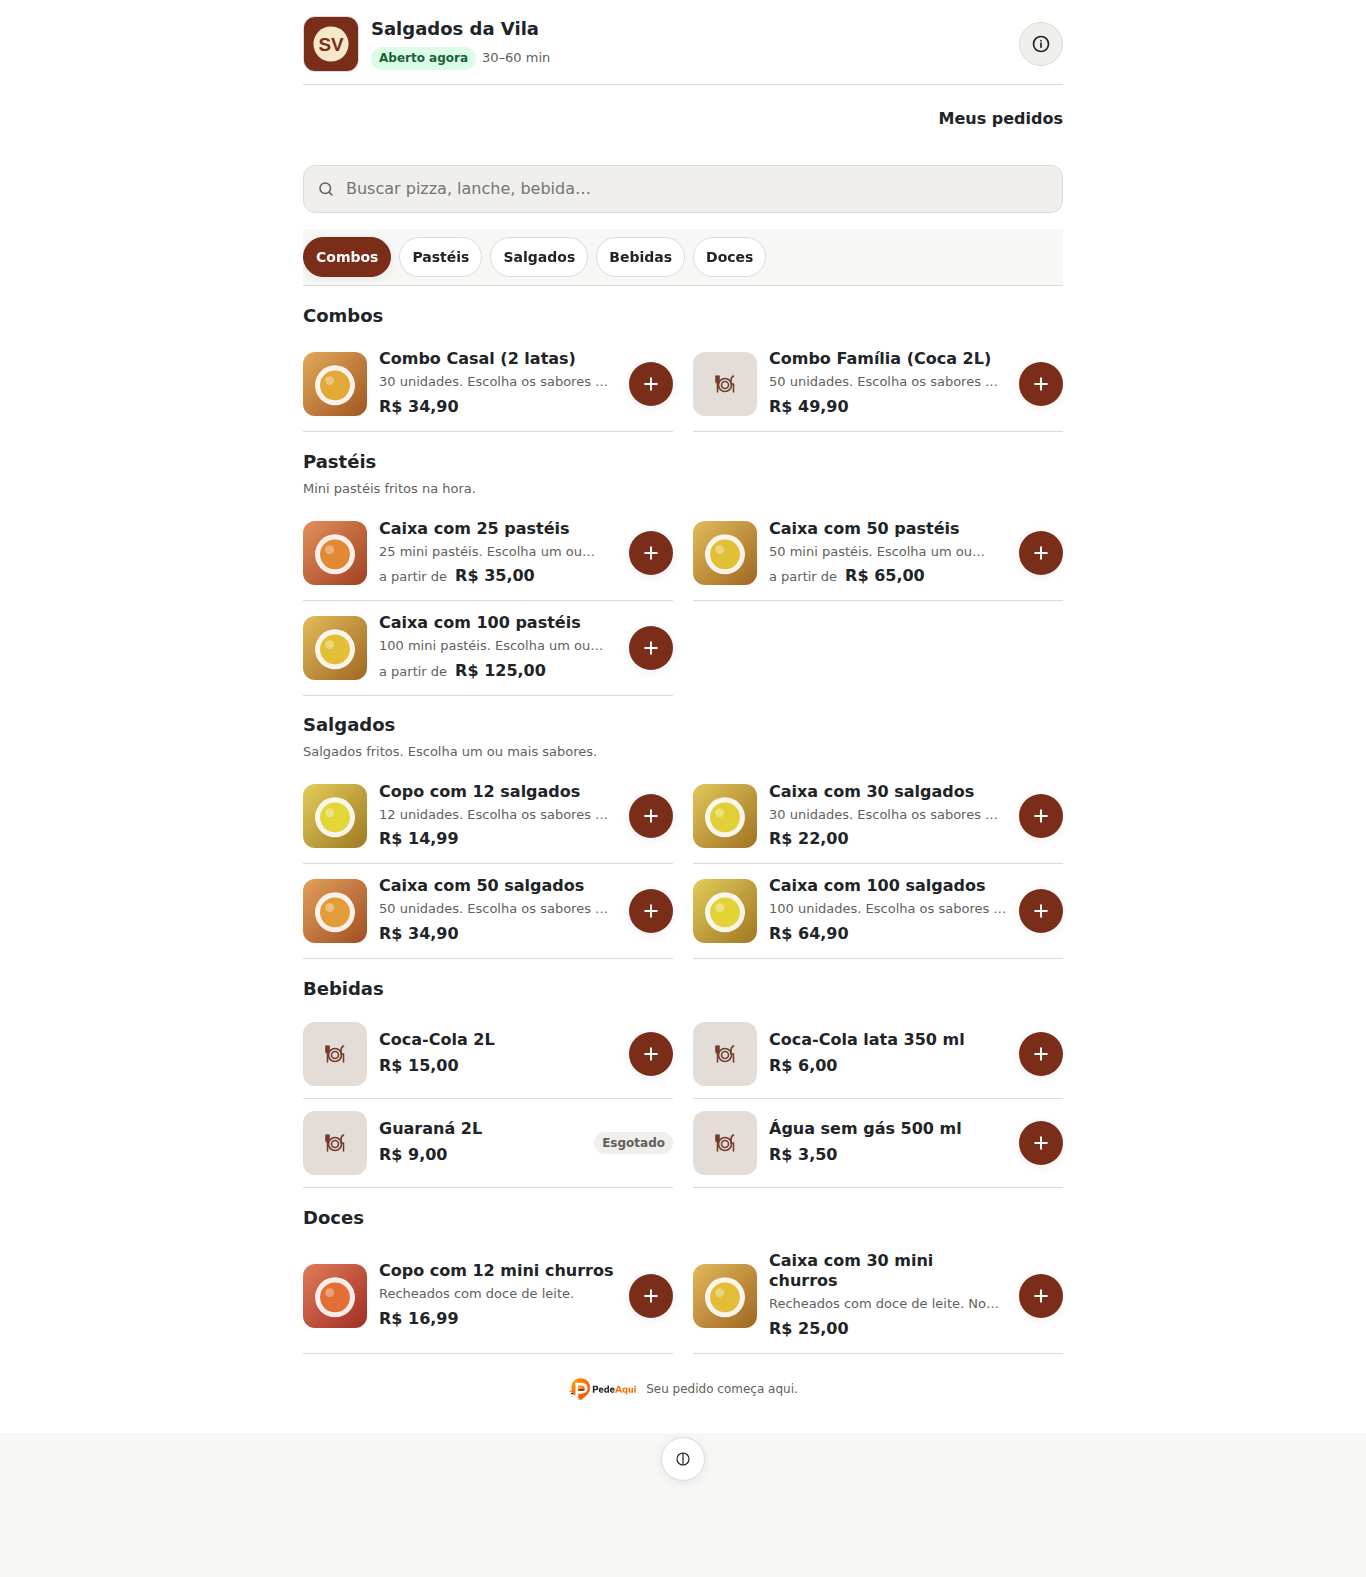 SV
Salgados da Vila
Aberto agora 30–60 min
Meus pedidos
Buscar pizza, lanche, bebida...
Combos Pastéis Salgados Bebidas Doces
Combos
Combo Casal (2 latas)
30 unidades. Escolha os sabores ...
R$ 34,90
Combo Família (Coca 2L)
50 unidades. Escolha os sabores ...
R$ 49,90
Pastéis
Mini pastéis fritos na hora.
Caixa com 25 pastéis
25 mini pastéis. Escolha um ou...
a partir de R$ 35,00
Caixa com 50 pastéis
50 mini pastéis. Escolha um ou...
a partir de R$ 65,00
Caixa com 100 pastéis
100 mini pastéis. Escolha um ou...
a partir de R$ 125,00
Salgados
Salgados fritos. Escolha um ou mais sabores.
Copo com 12 salgados
12 unidades. Escolha os sabores ...
R$ 14,99
Caixa com 30 salgados
30 unidades. Escolha os sabores ...
R$ 22,00
Caixa com 50 salgados
50 unidades. Escolha os sabores ...
R$ 34,90
Caixa com 100 salgados
100 unidades. Escolha os sabores ...
R$ 64,90
Bebidas
Coca-Cola 2L
R$ 15,00
Coca-Cola lata 350 ml
R$ 6,00
Guaraná 2L
R$ 9,00
Esgotado
Água sem gás 500 ml
R$ 3,50
Doces
Copo com 12 mini churros
Recheados com doce de leite.
R$ 16,99
Caixa com 30 mini
churros
Recheados com doce de leite. No...
R$ 25,00
PedeAqui Seu pedido começa aqui.